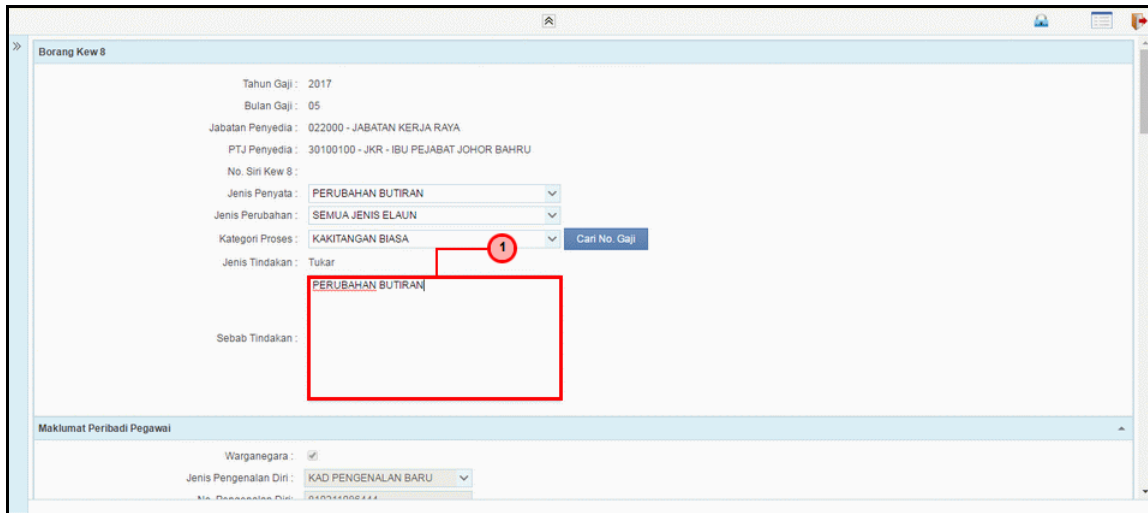 Borang Kew 8
Tahun Gaji : 2017
Bulan Gaji : 05
Jabatan Penyedia : 022000 - JABATAN KERJA RAYA
PTJ Penyedia : 30100100 - JKR - IBU PEJABAT JOHOR BAHRU
No. Siri Kew 8 :
Jenis Penyata : PERUBAHAN BUTIRAN
Jenis Perubahan : SEMUA JENIS ELAUN
Kategori Proses : KAKITANGAN BIASA Cari No. Gaji
1
Jenis Tindakan : Tukar
PERUBAHAN BUTIRAN
Sebab Tindakan :
Maklumat Peribadi Pegawai
Warganegara :
Jenis Pengenalan Diri : KAD PENGENALAN BARU
No. Pengenalan Diri: